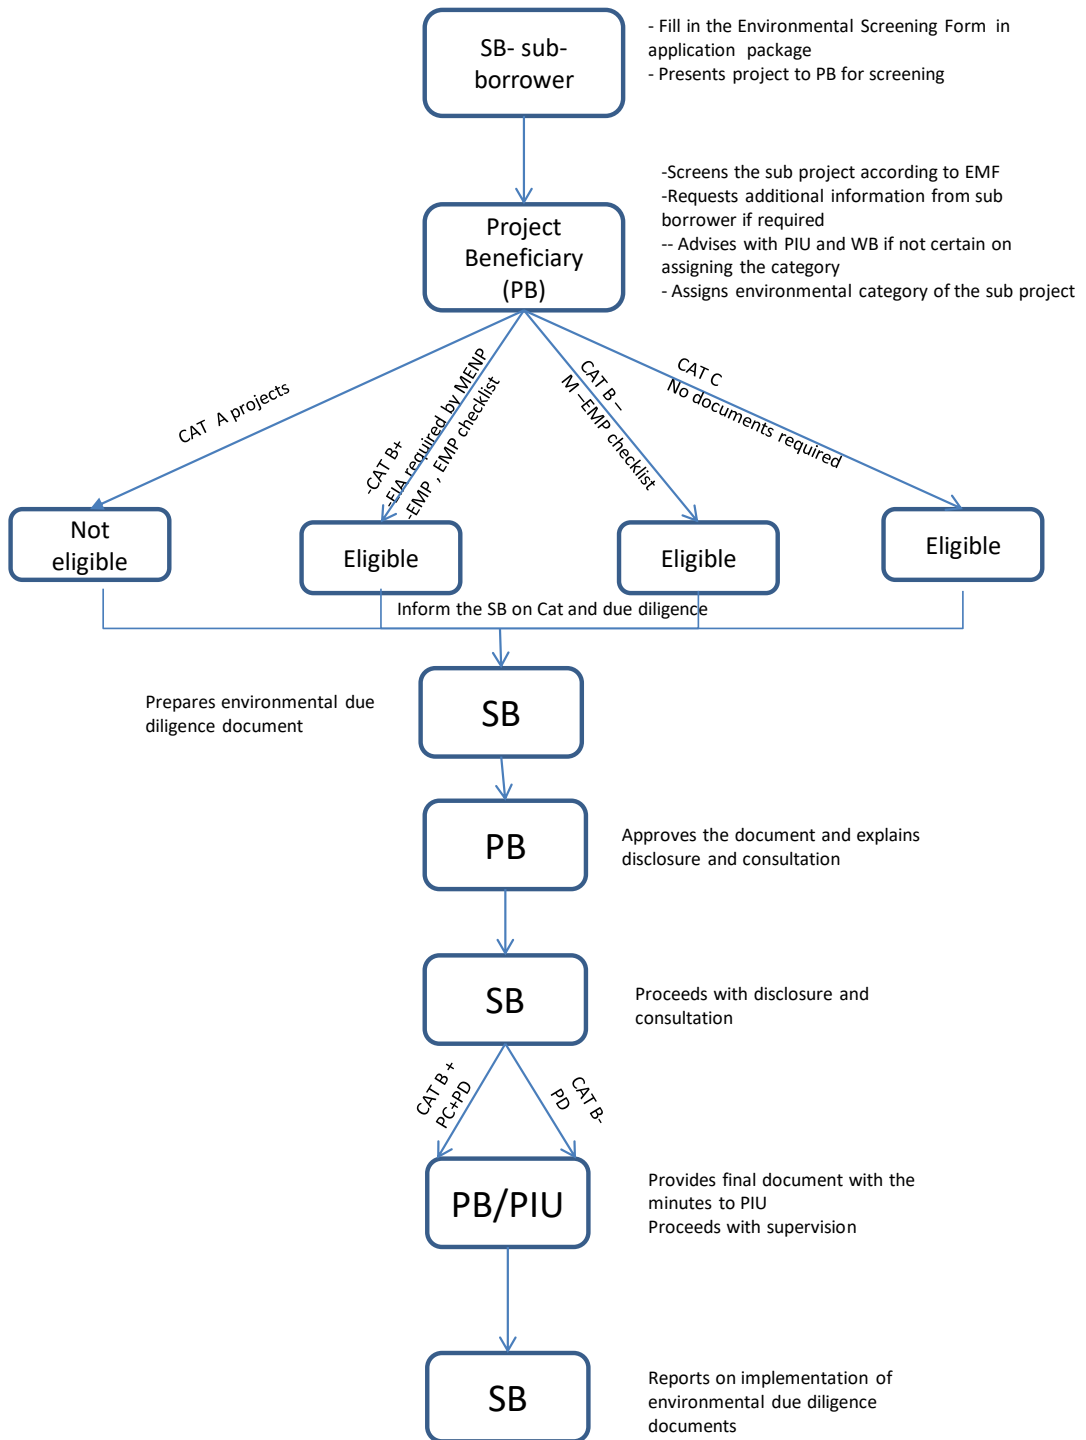 SB- sub-
borrower
- Fill in the Environmental Screening Form in
application package
- Presents project to PB for screening
Project
Beneficiary
(PB)
-Screens the sub project according to EMF
-Requests additional information from sub
borrower if required
-- Advises with PIU and WB if not certain on
assigning the category
- Assigns environmental category of the sub project
CAT A projects
-CAT B+
-EIA required by MENP
-EMP , EMP checklist
CAT B –
M –EMP checklist
CAT C
No documents required
Not
eligible
Eligible
Eligible
Eligible
Inform the SB on Cat and due diligence
Prepares environmental due
diligence document
SB
PB
Approves the document and explains
disclosure and consultation
SB
Proceeds with disclosure and
consultation
CAT B +
PC+PD
CAT B-
PD
PB/PIU
Provides final document with the
minutes to PIU
Proceeds with supervision
SB
Reports on implementation of
environmental due diligence
documents